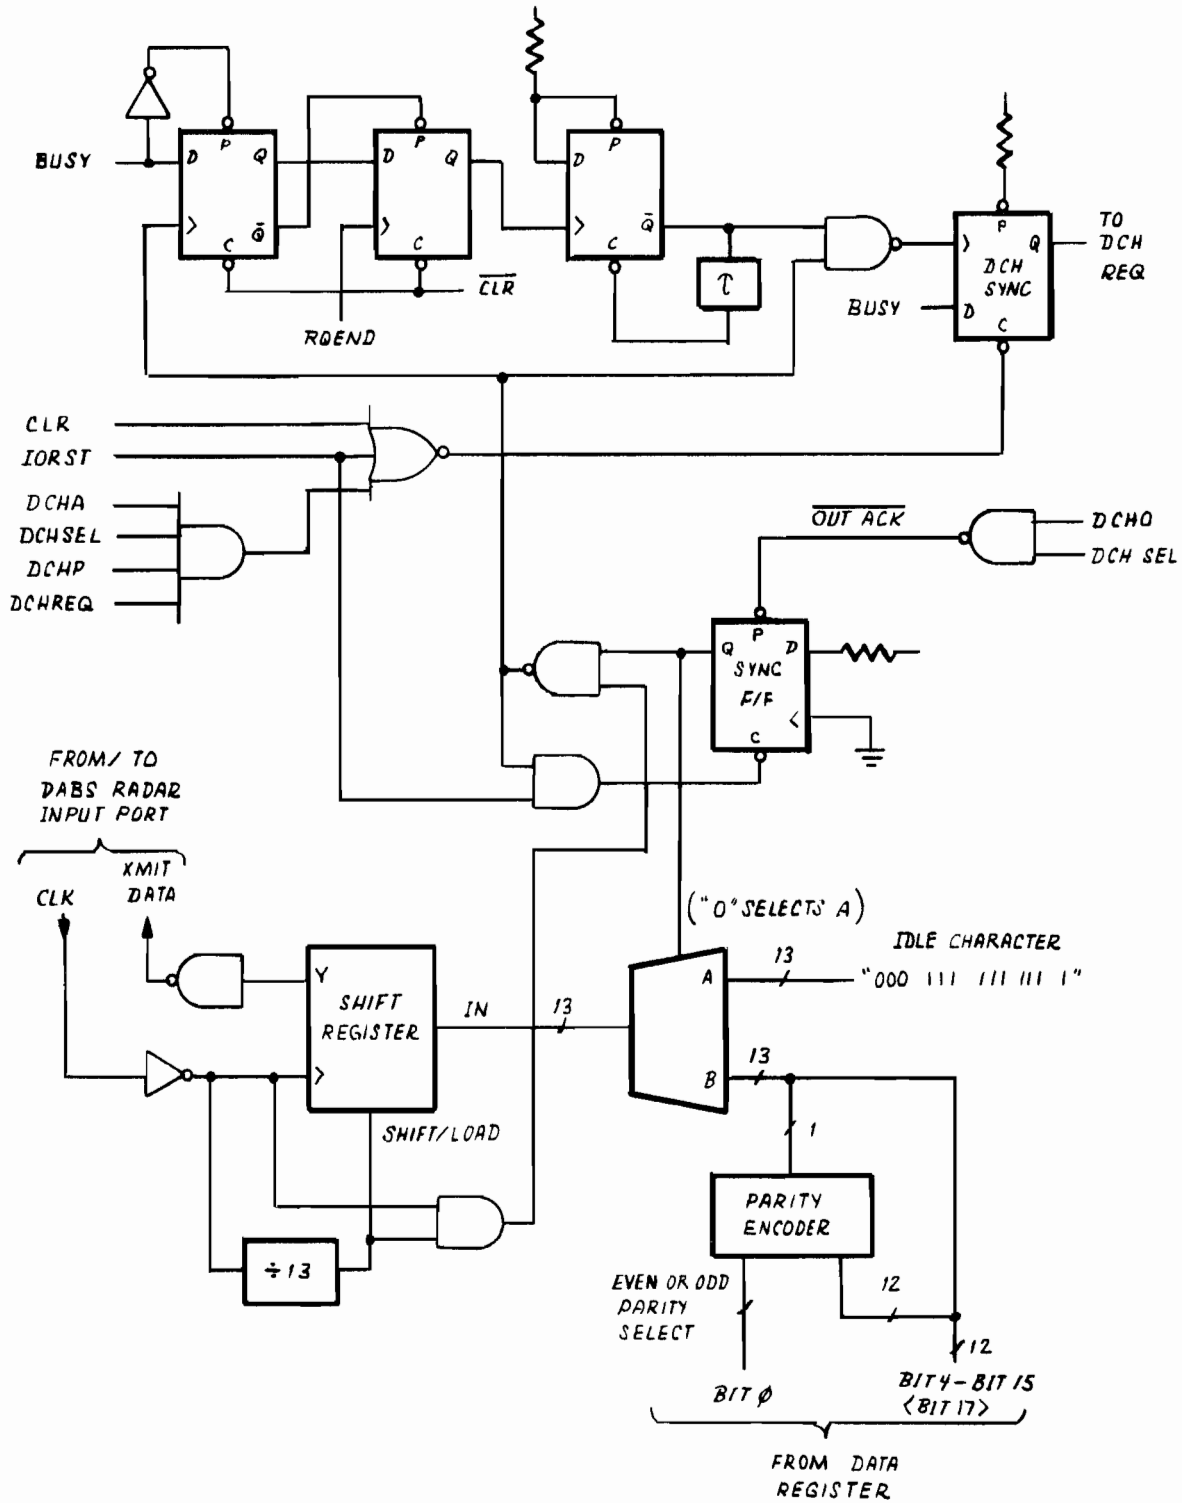 P
P
BUSY
D
Q
D
Q
D
P
Q̅
C
Q̅
C
C
CLR
RQEND
τ
BUSY
P
Q
DCH
SYNC
D
C
TO
DCH
REQ
CLR
IORST
DCHA
DCHSEL
DCHP
DCHREQ
OUT ACK
DCHO
DCH SEL
P
Q
D
SYNC
F/F
C
FROM/ TO
DABS RADAR
INPUT PORT
CLK
XMIT
DATA
("0" SELECTS A)
IDLE CHARACTER
"000 111 111 111 1"
Y
SHIFT
REGISTER
IN
13
A
13
B
13
1
SHIFT/LOAD
÷13
PARITY
ENCODER
EVEN OR ODD
PARITY
SELECT
12
12
BIT Ø
BIT 4-BIT 15
<BIT 17>
FROM DATA
REGISTER